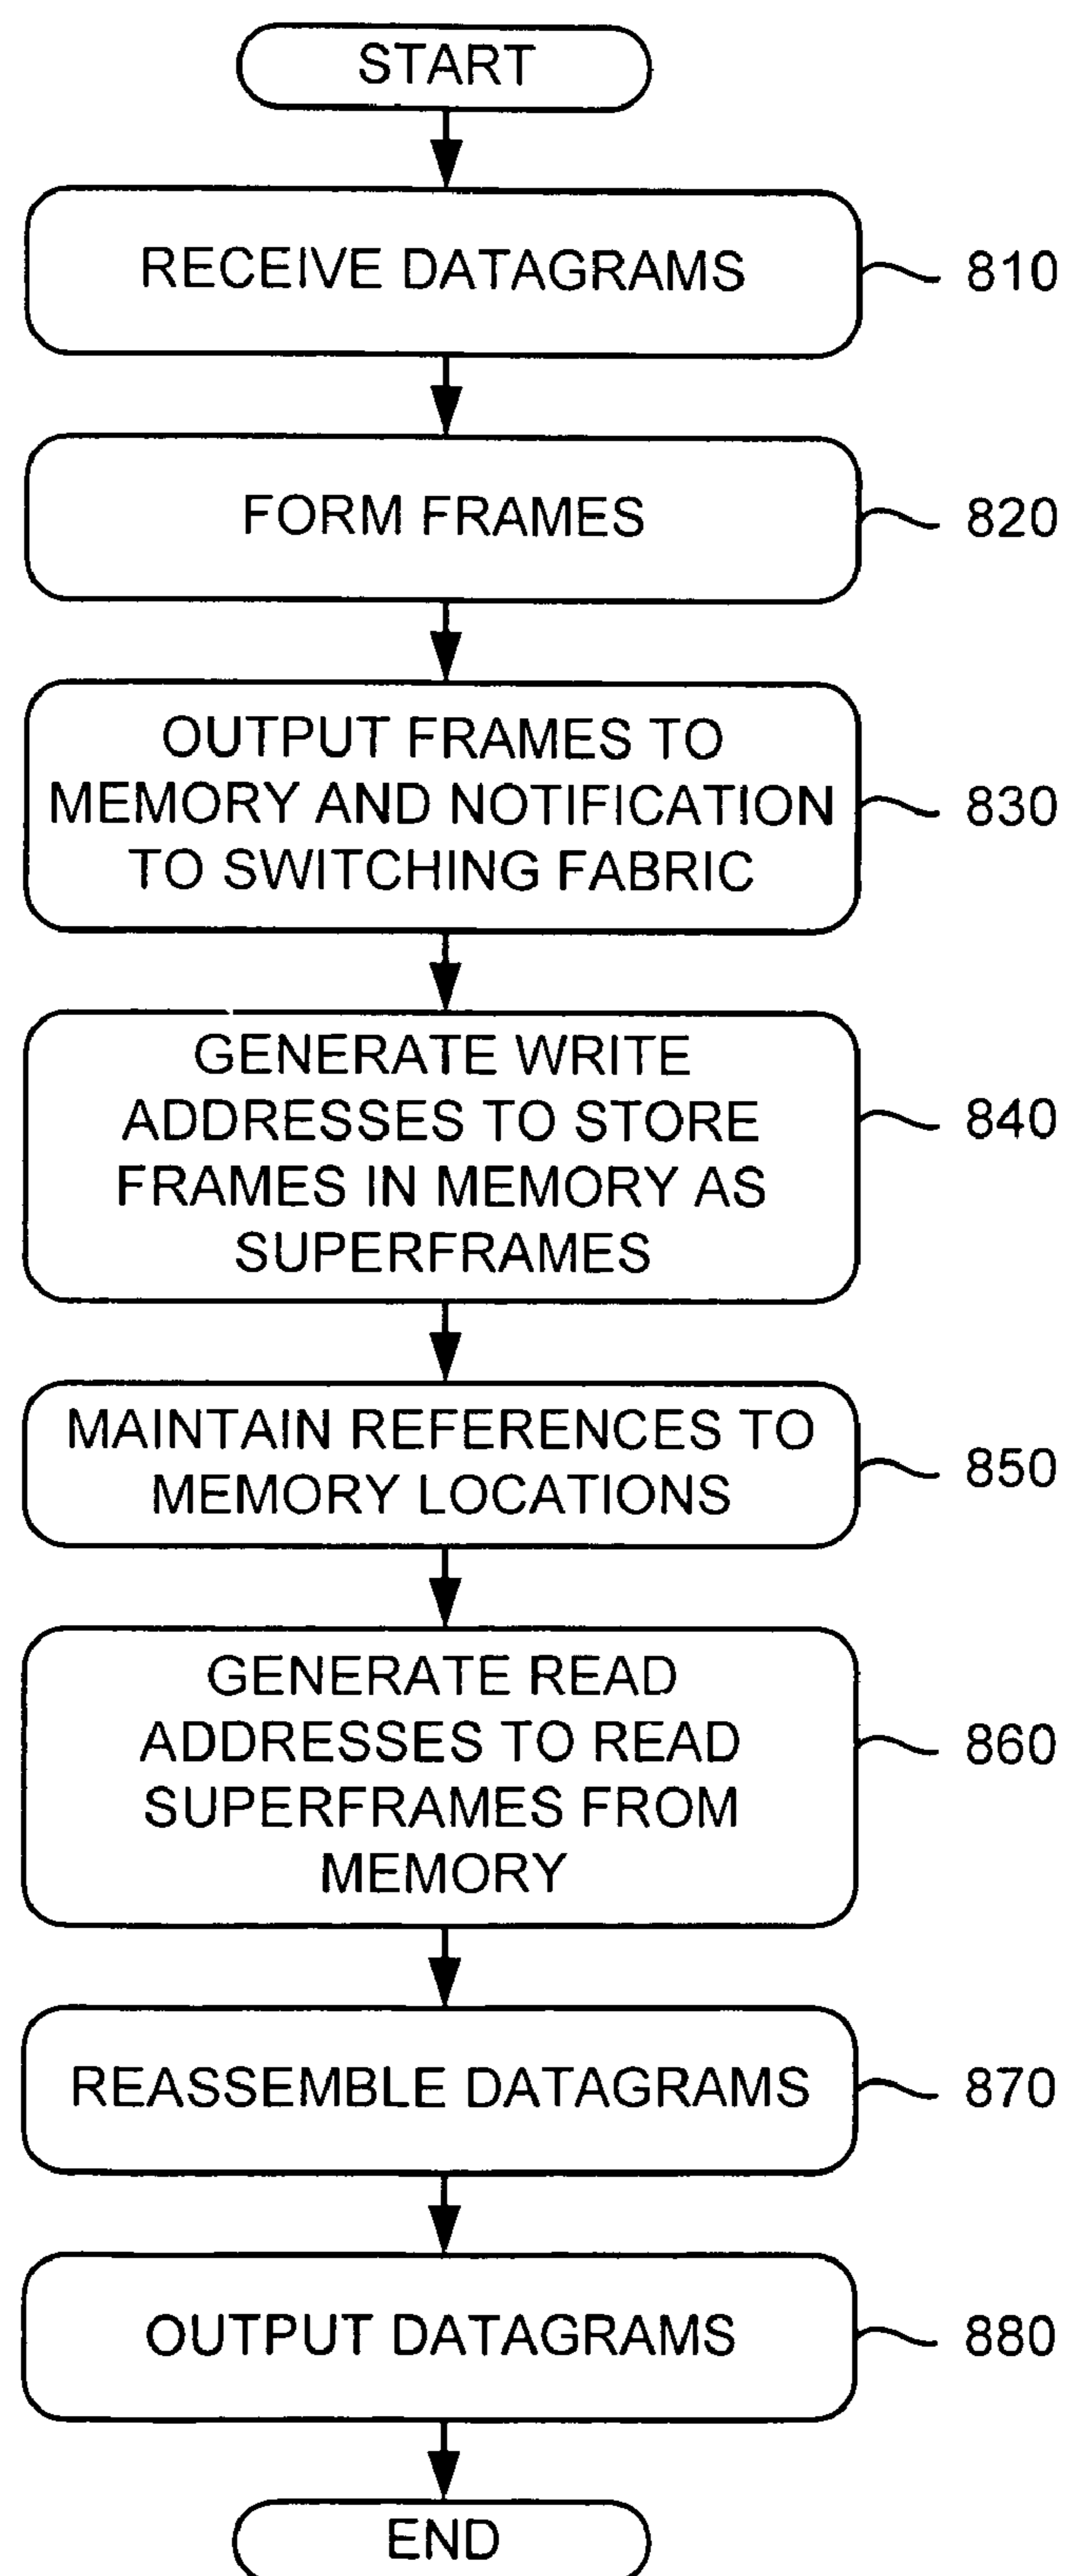 START
RECEIVE DATAGRAMS
810
FORM FRAMES
820
OUTPUT FRAMES TO
MEMORY AND NOTIFICATION
TO SWITCHING FABRIC
830
GENERATE WRITE
ADDRESSES TO STORE
FRAMES IN MEMORY AS
SUPERFRAMES
840
MAINTAIN REFERENCES TO
MEMORY LOCATIONS
850
GENERATE READ
ADDRESSES TO READ
SUPERFRAMES FROM
MEMORY
860
REASSEMBLE DATAGRAMS
870
OUTPUT DATAGRAMS
880
END